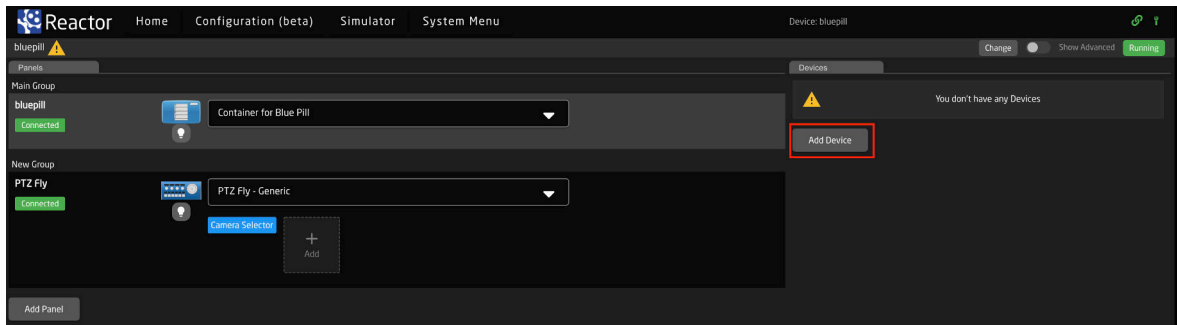 Reactor Home Configuration (beta) Simulator System Menu Device: bluepill
bluepill Change Show Advanced Running
Panels
Main Group
bluepill
Connected
Container for Blue Pill
New Group
PTZ Fly
Connected
PTZ Fly - Generic
Camera Selector
+
Add
Add Panel
Devices
You don't have any Devices
Add Device